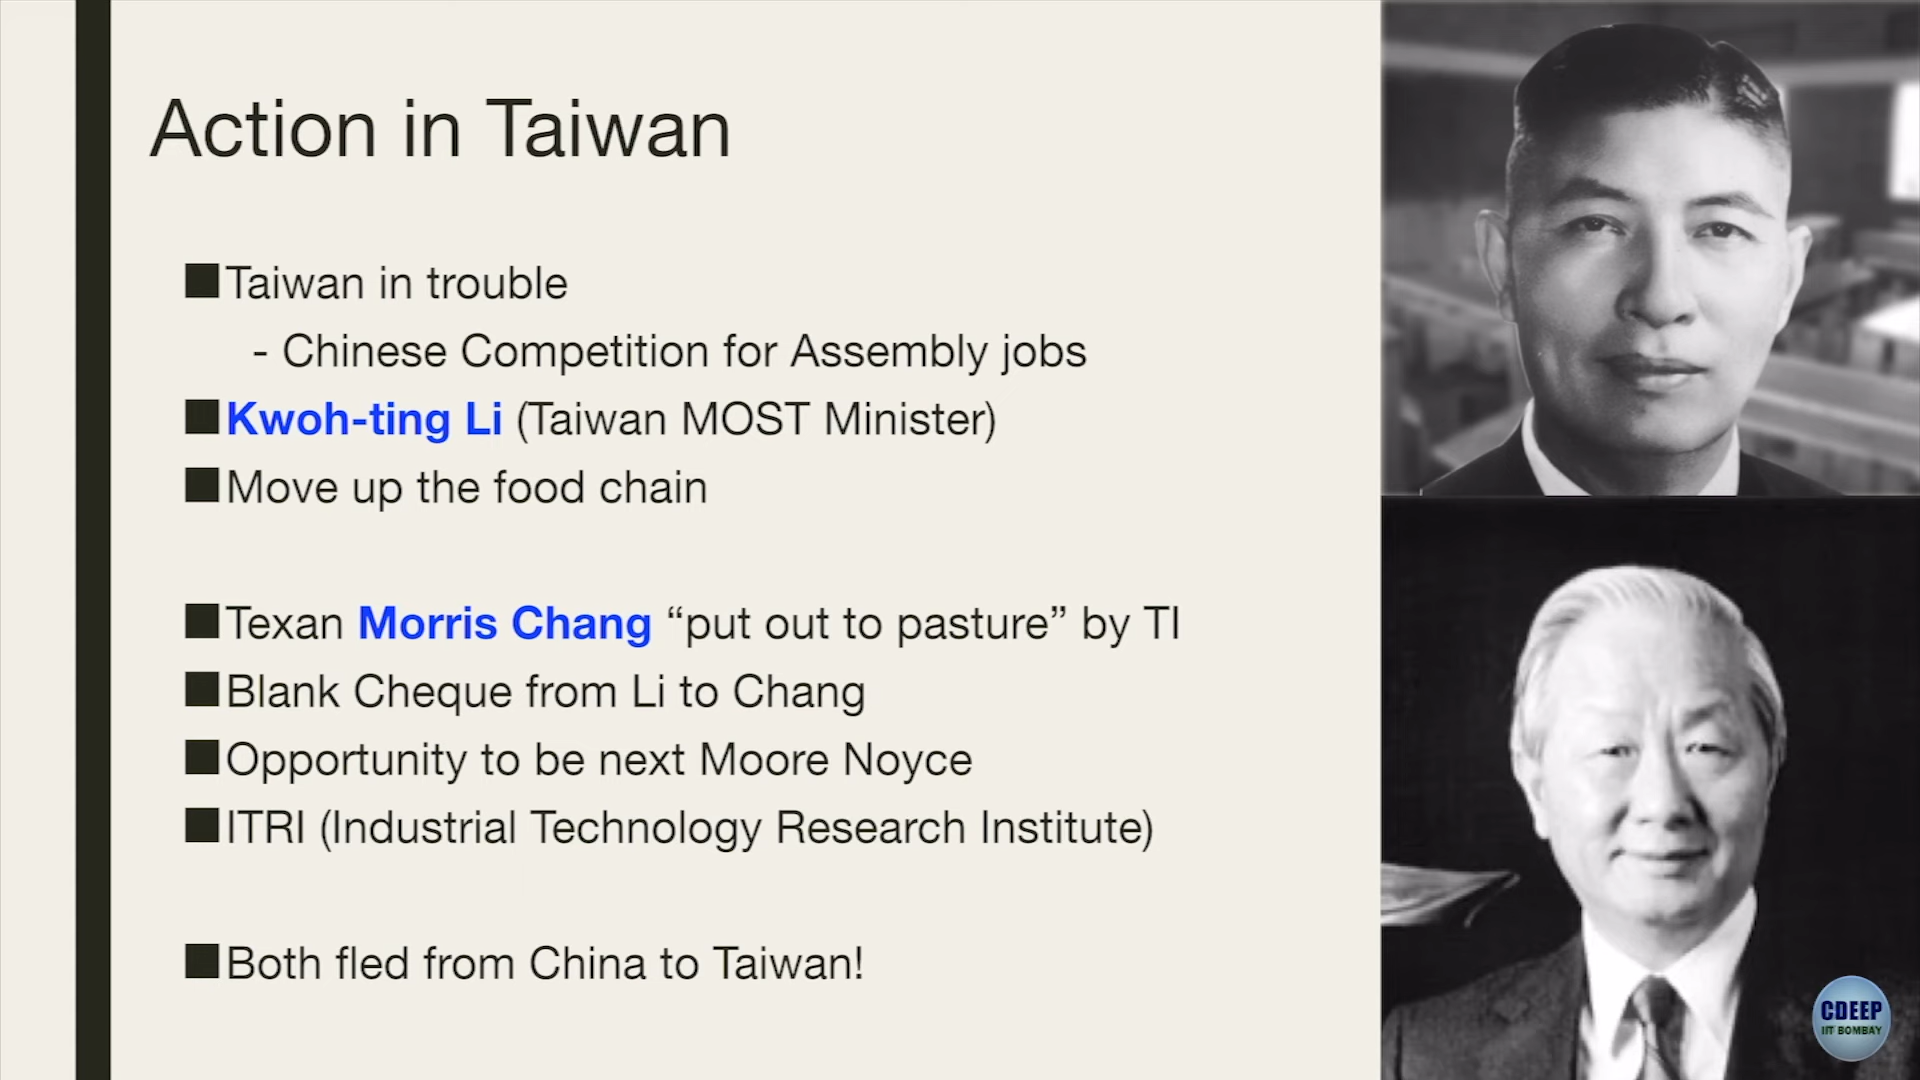 Action in Taiwan
■Taiwan in trouble
- Chinese Competition for Assembly jobs
■Kwoh-ting Li (Taiwan MOST Minister)
■Move up the food chain
■Texan Morris Chang “put out to pasture” by TI
■Blank Cheque from Li to Chang
■Opportunity to be next Moore Noyce
■ITRI (Industrial Technology Research Institute)
■Both fled from China to Taiwan!
CDEEP
IIT BOMBAY